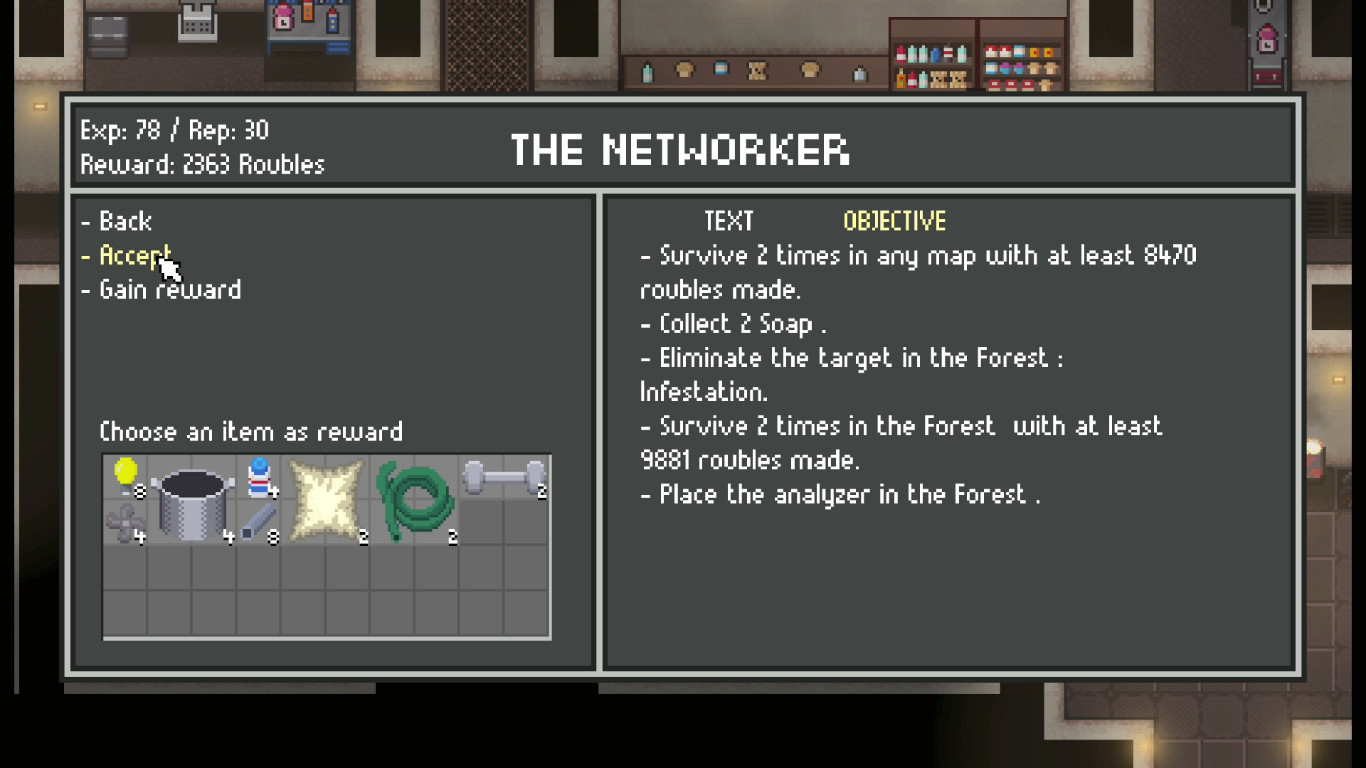 Exp: 78 / Rep: 30
Reward: 2363 Roubles
THE NETWORKER
- Back
- Accept
- Gain reward
Choose an item as reward
8
4
2
4
4
8
2
2
TEXT
OBJECTIVE
- Survive 2 times in any map with at least 8470
roubles made.
- Collect 2 Soap .
- Eliminate the target in the Forest :
Infestation.
- Survive 2 times in the Forest  with at least
9881 roubles made.
- Place the analyzer in the Forest .